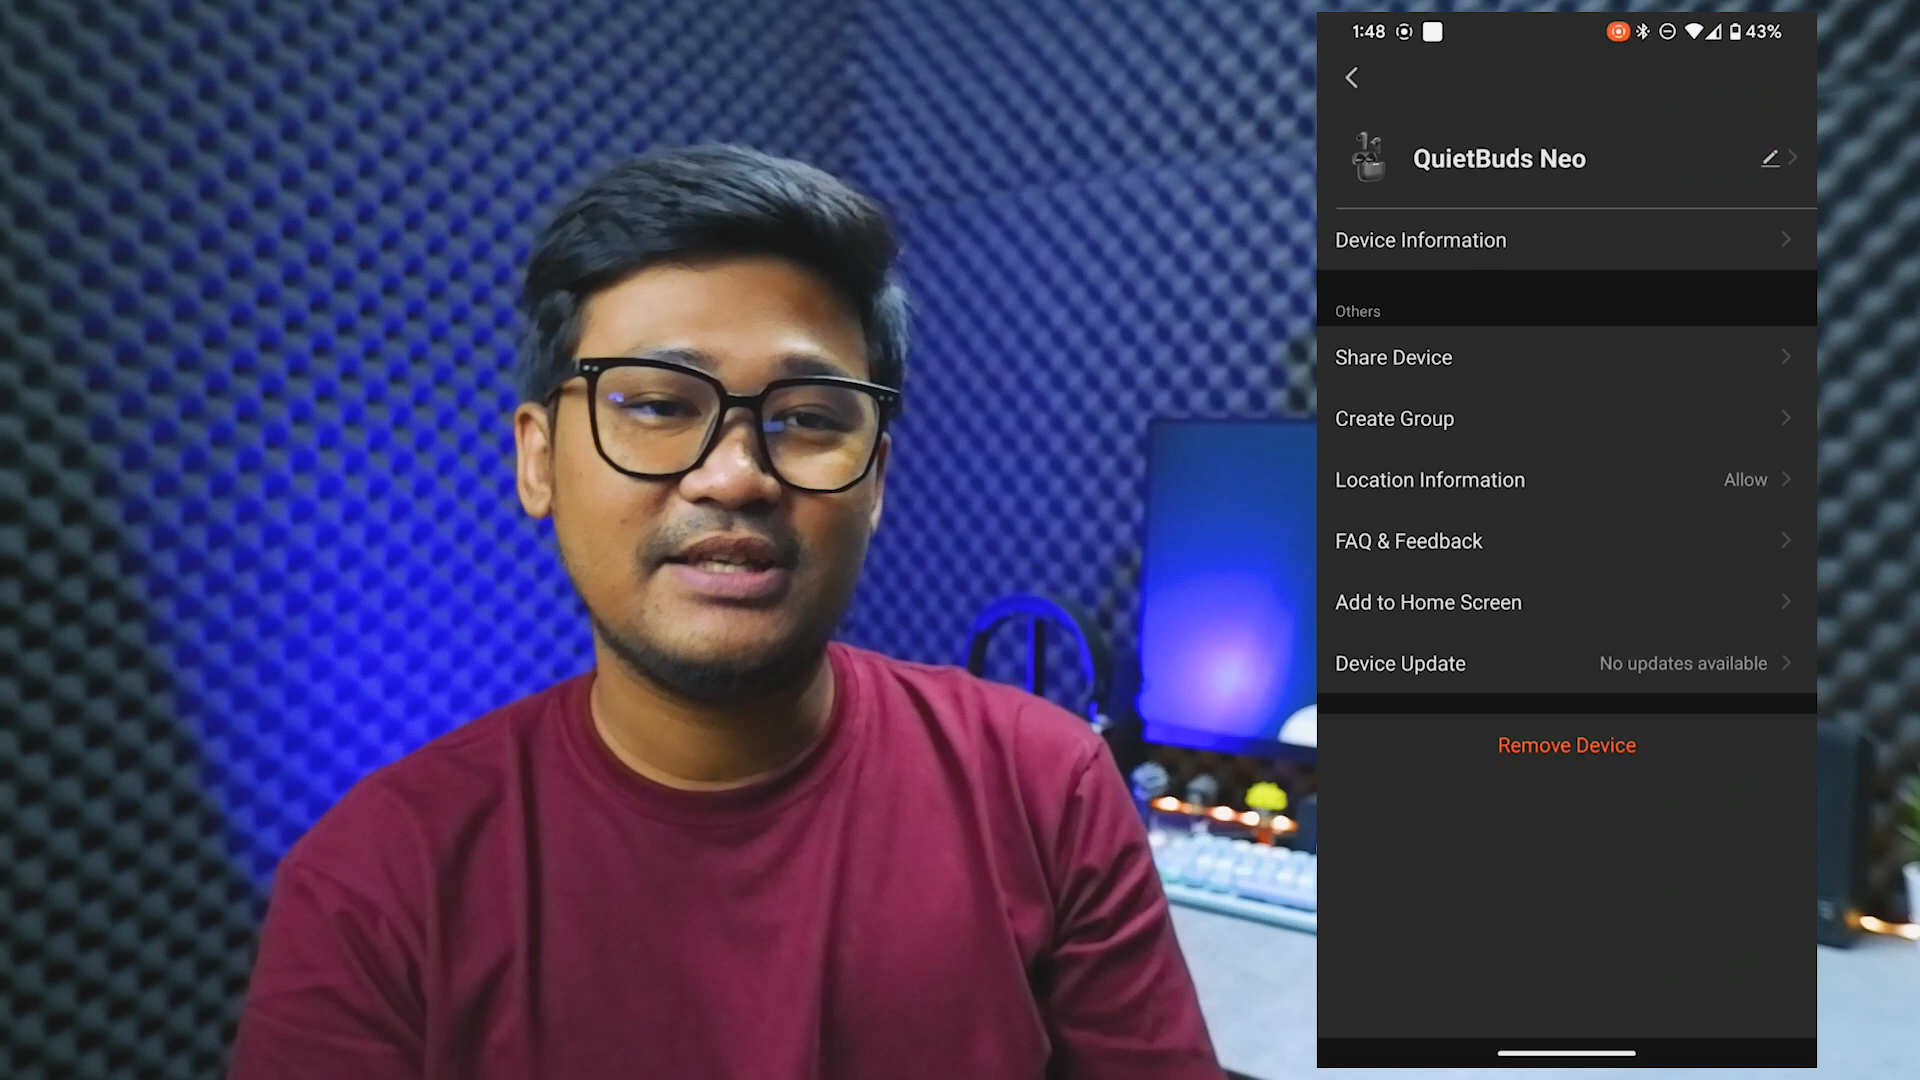 1:48 43%
QuietBuds Neo
Device Information
Others
Share Device
Create Group
Location Information Allow
FAQ & Feedback
Add to Home Screen
Device Update No updates available
Remove Device